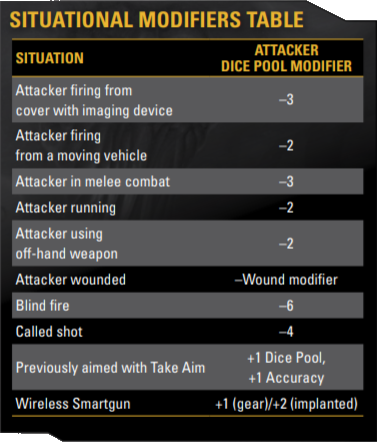 SITUATIONAL MODIFIERS TABLE
SITUATION
ATTACKER
DICE POOL MODIFIER
Attacker firing from
cover with imaging device
–3
Attacker firing
from a moving vehicle
–2
Attacker in melee combat –3
Attacker running –2
Attacker using
off-hand weapon
–2
Attacker wounded –Wound modifier
Blind fire –6
Called shot –4
Previously aimed with Take Aim
+1 Dice Pool,
+1 Accuracy
Wireless Smartgun +1 (gear)/+2 (implanted)